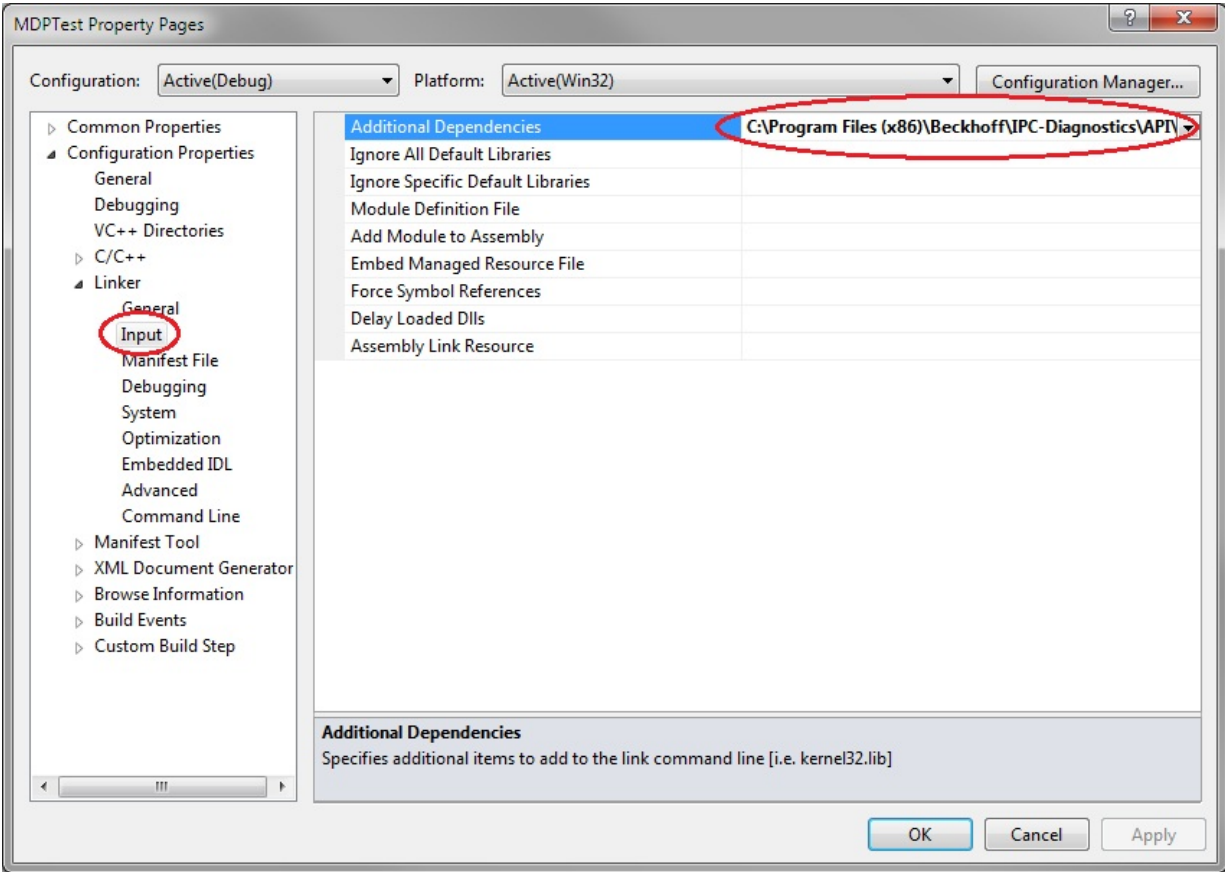 MDPTest Property Pages
Configuration: Active(Debug) Platform: Active(Win32) Configuration Manager...
Common Properties
Configuration Properties
General
Debugging
VC++ Directories
C/C++
Linker
General
Input
Manifest File
Debugging
System
Optimization
Embedded IDL
Advanced
Command Line
Manifest Tool
XML Document Generator
Browse Information
Build Events
Custom Build Step
Additional Dependencies C:\Program Files (x86)\Beckhoff\IPC-Diagnostics\API\
Ignore All Default Libraries
Ignore Specific Default Libraries
Module Definition File
Add Module to Assembly
Embed Managed Resource File
Force Symbol References
Delay Loaded Dlls
Assembly Link Resource
Additional Dependencies
Specifies additional items to add to the link command line [i.e. kernel32.lib]
OK Cancel Apply